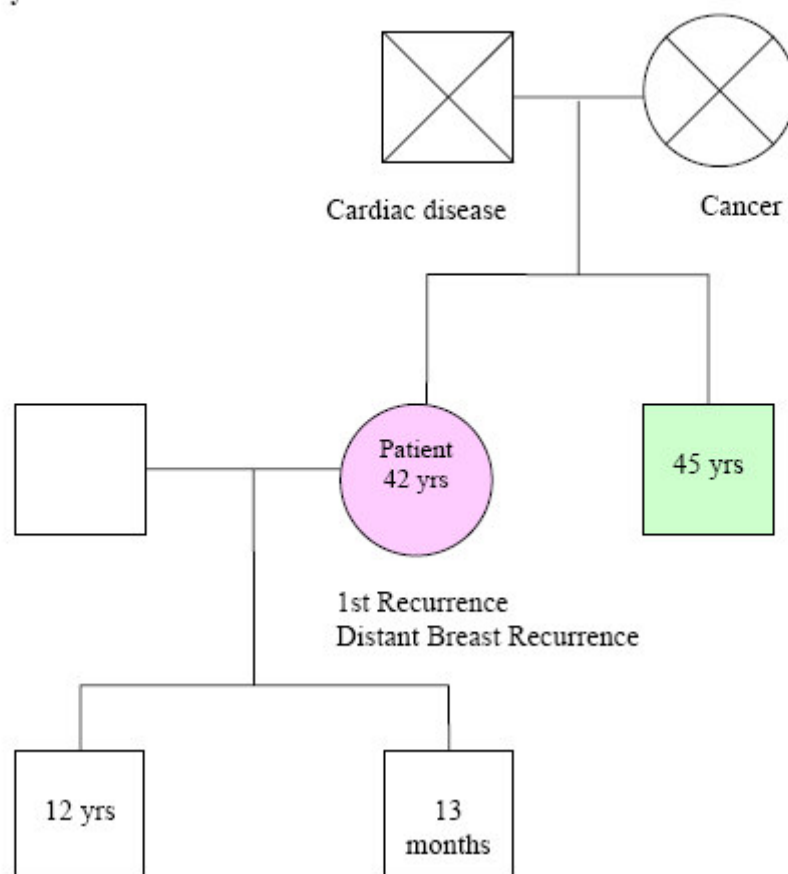 Cardiac disease
Cancer
Patient
42 yrs
45 yrs
1st Recurrence
Distant Breast Recurrence
12 yrs
13
months